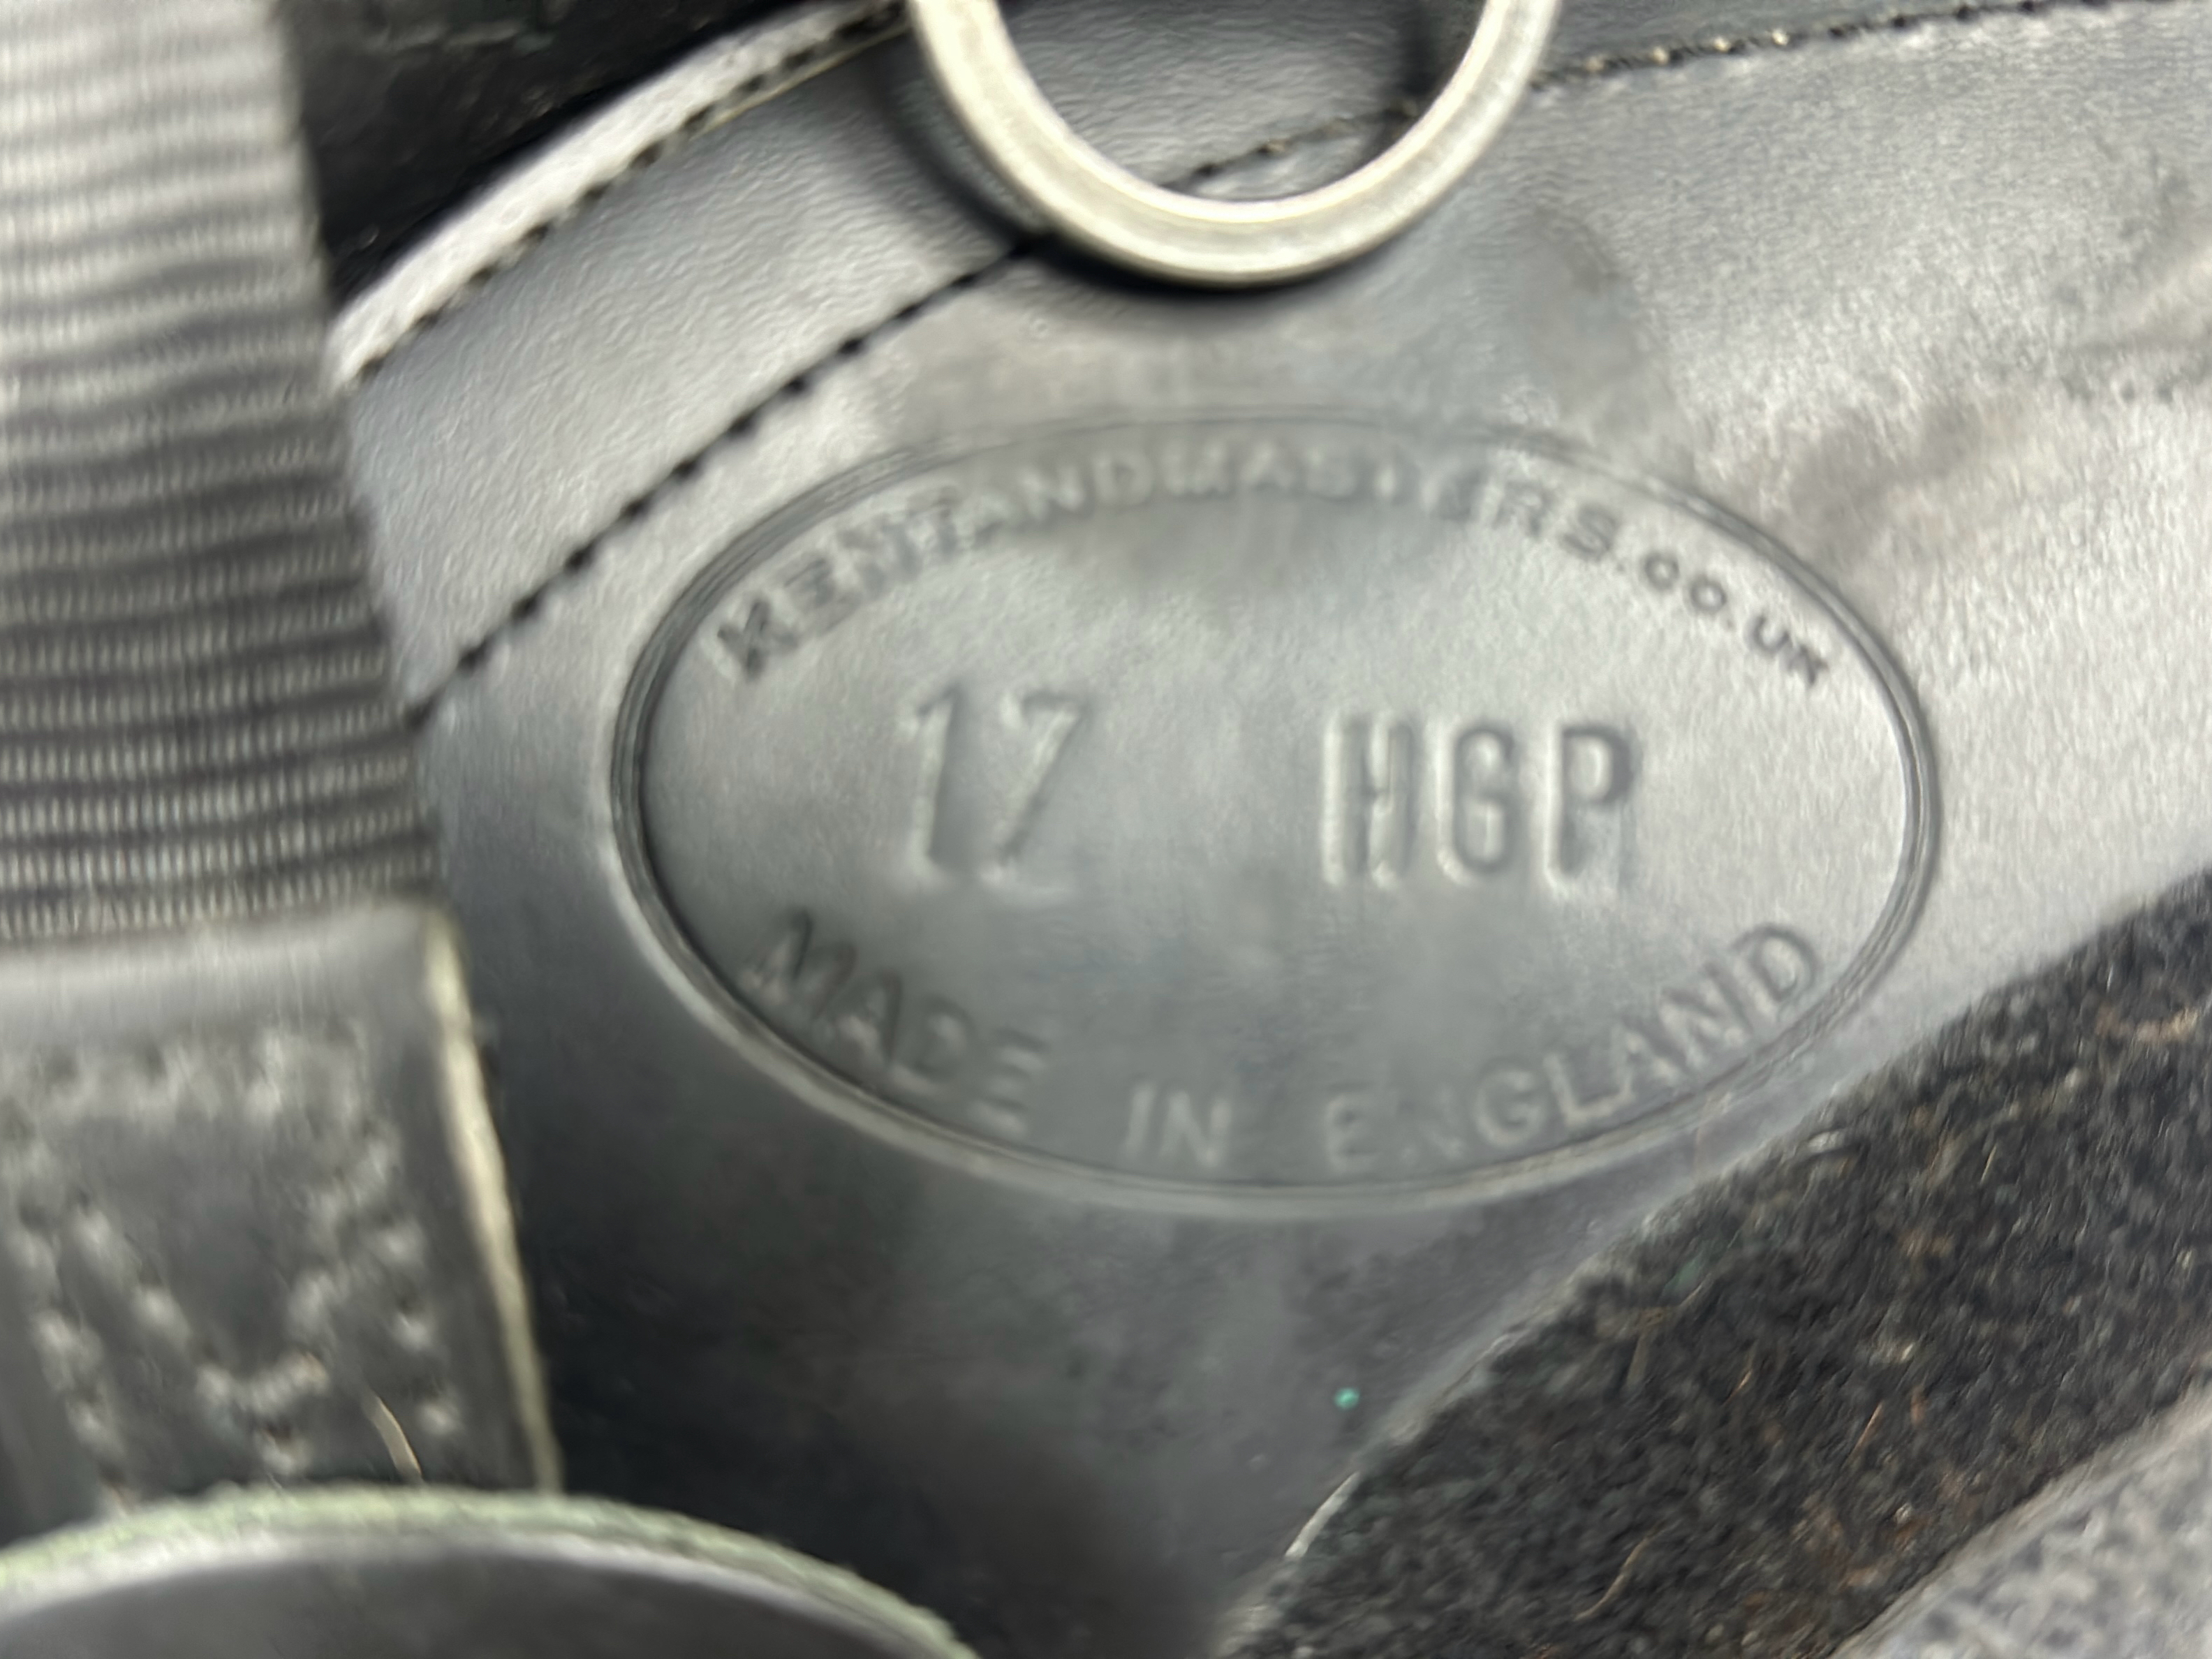 KENTANDMASTERS.CO.UK
17 HGP
MADE IN ENGLAND